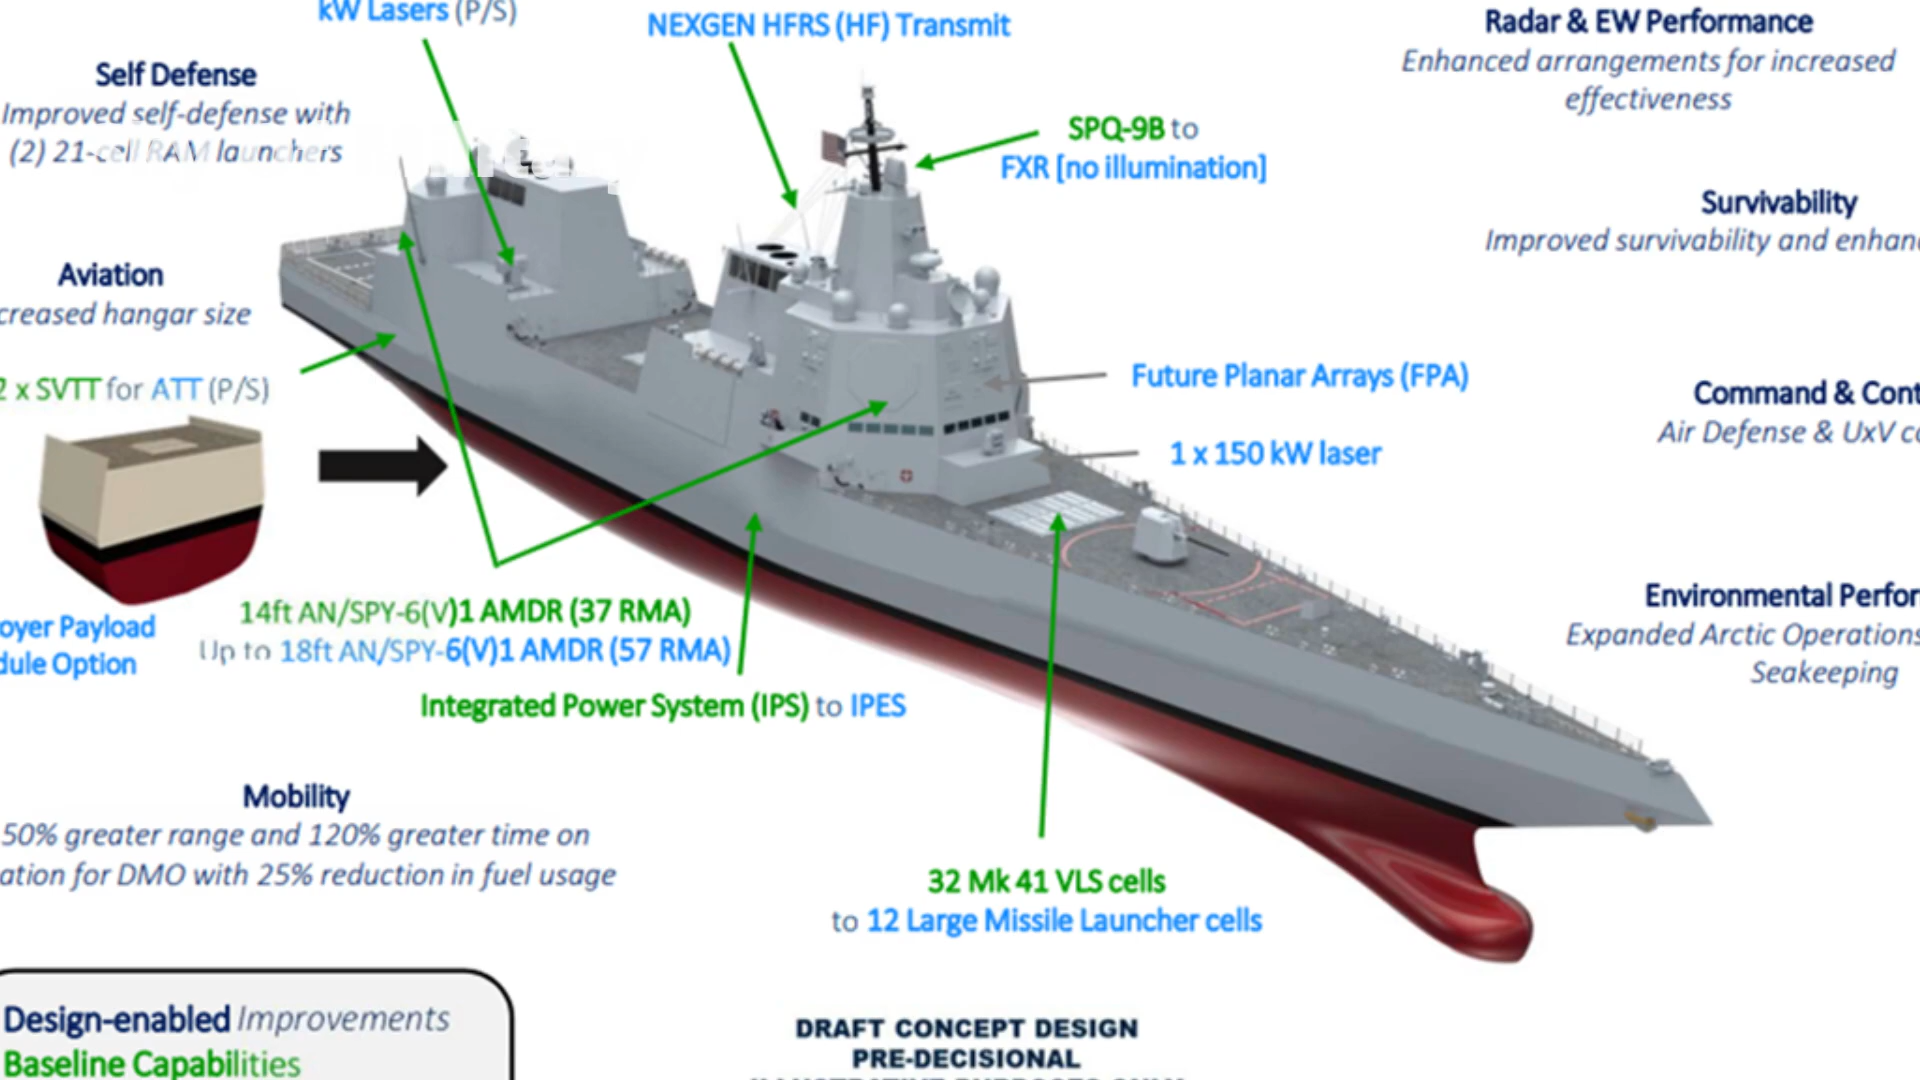 kW Lasers (P/S)
NEXGEN HFRS (HF) Transmit
Radar & EW Performance
Enhanced arrangements for increased
effectiveness
Self Defense
Improved self-defense with
(2) 21-cell RAM launchers
SPQ-9B to
FXR [no illumination]
Survivability
Improved survivability and enhan
Aviation
creased hangar size
2 x SVTT for ATT (P/S)
Future Planar Arrays (FPA)
Command & Cont
Air Defense & UxV co
1 x 150 kW laser
oyer Payload
dule Option
14ft AN/SPY-6(V)1 AMDR (37 RMA)
Up to 18ft AN/SPY-6(V)1 AMDR (57 RMA)
Integrated Power System (IPS) to IPES
Environmental Perfor
Expanded Arctic Operations
Seakeeping
Mobility
50% greater range and 120% greater time on
ation for DMO with 25% reduction in fuel usage
32 Mk 41 VLS cells
to 12 Large Missile Launcher cells
Design-enabled Improvements
Baseline Capabilities
DRAFT CONCEPT DESIGN
PRE-DECISIONAL